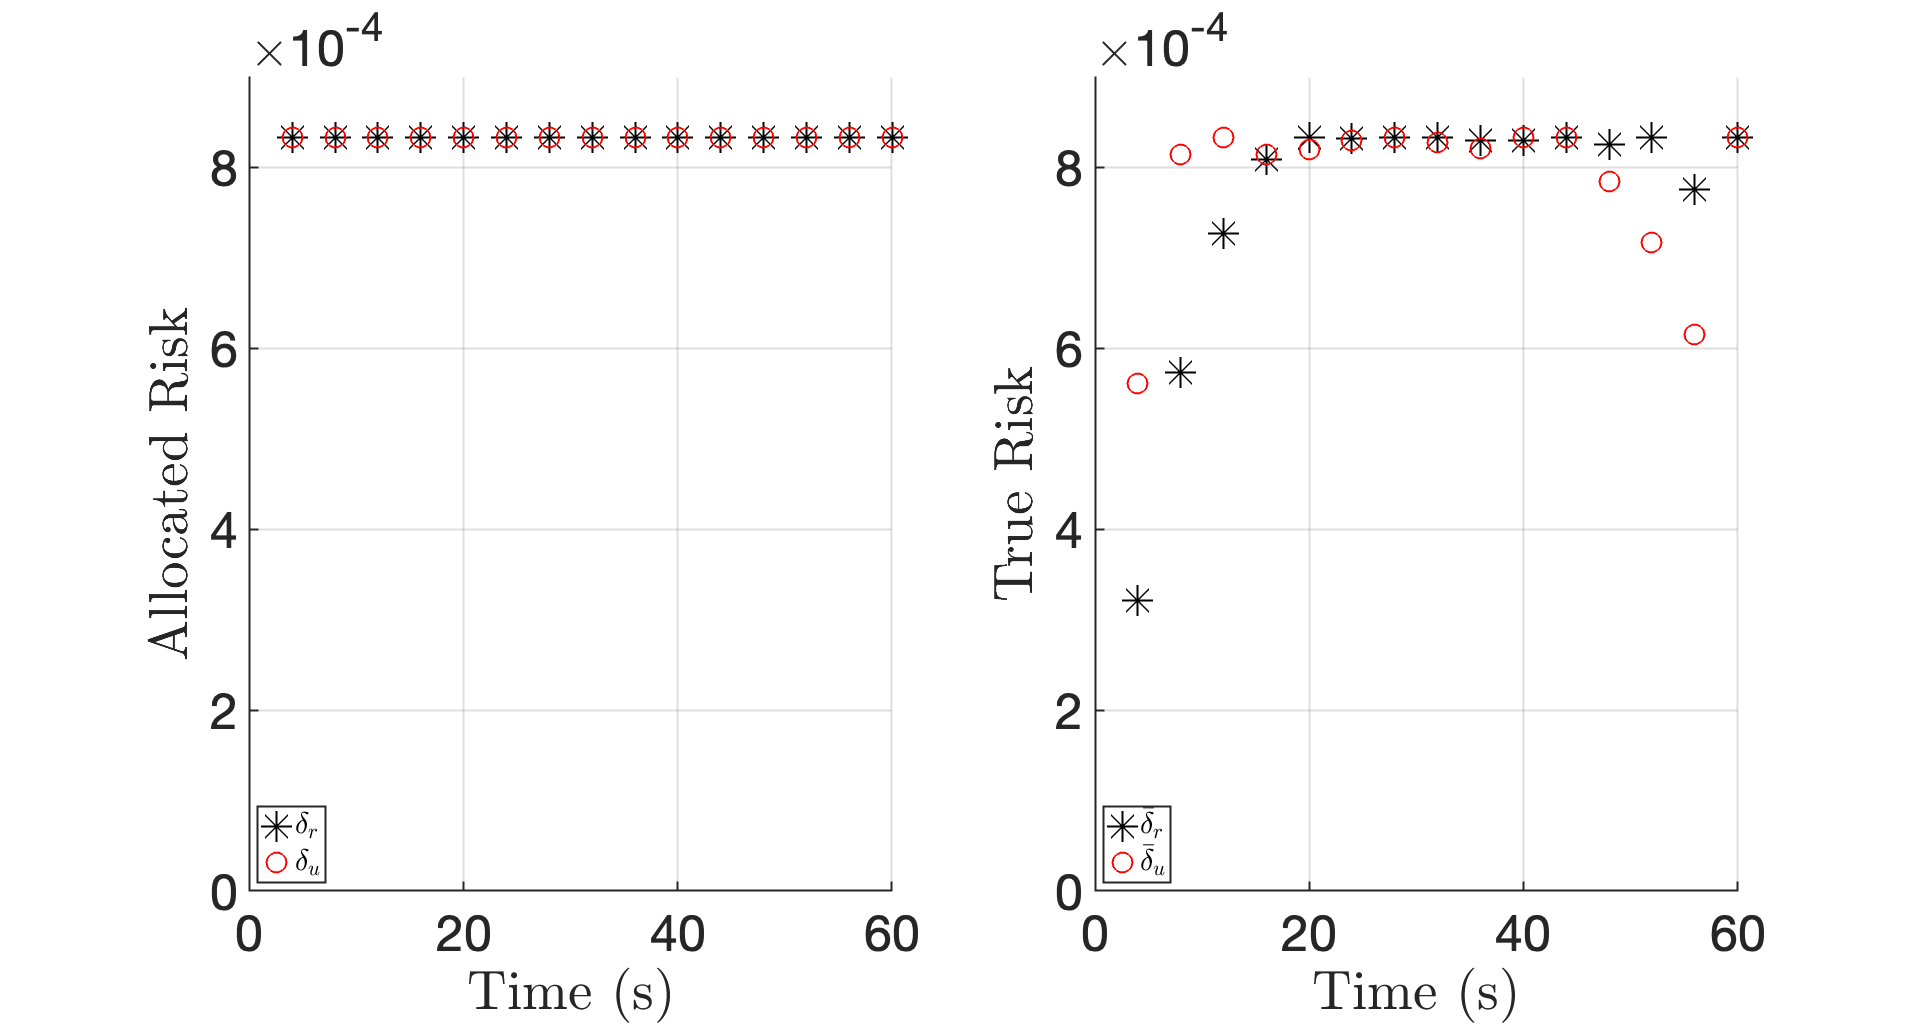 ×10^-4
8
6
4
2
0
0 20 40 60
Allocated Risk
Time (s)
δ_r
δ_u
×10^-4
8
6
4
2
0
0 20 40 60
True Risk
Time (s)
δ̄_r
δ̄_u